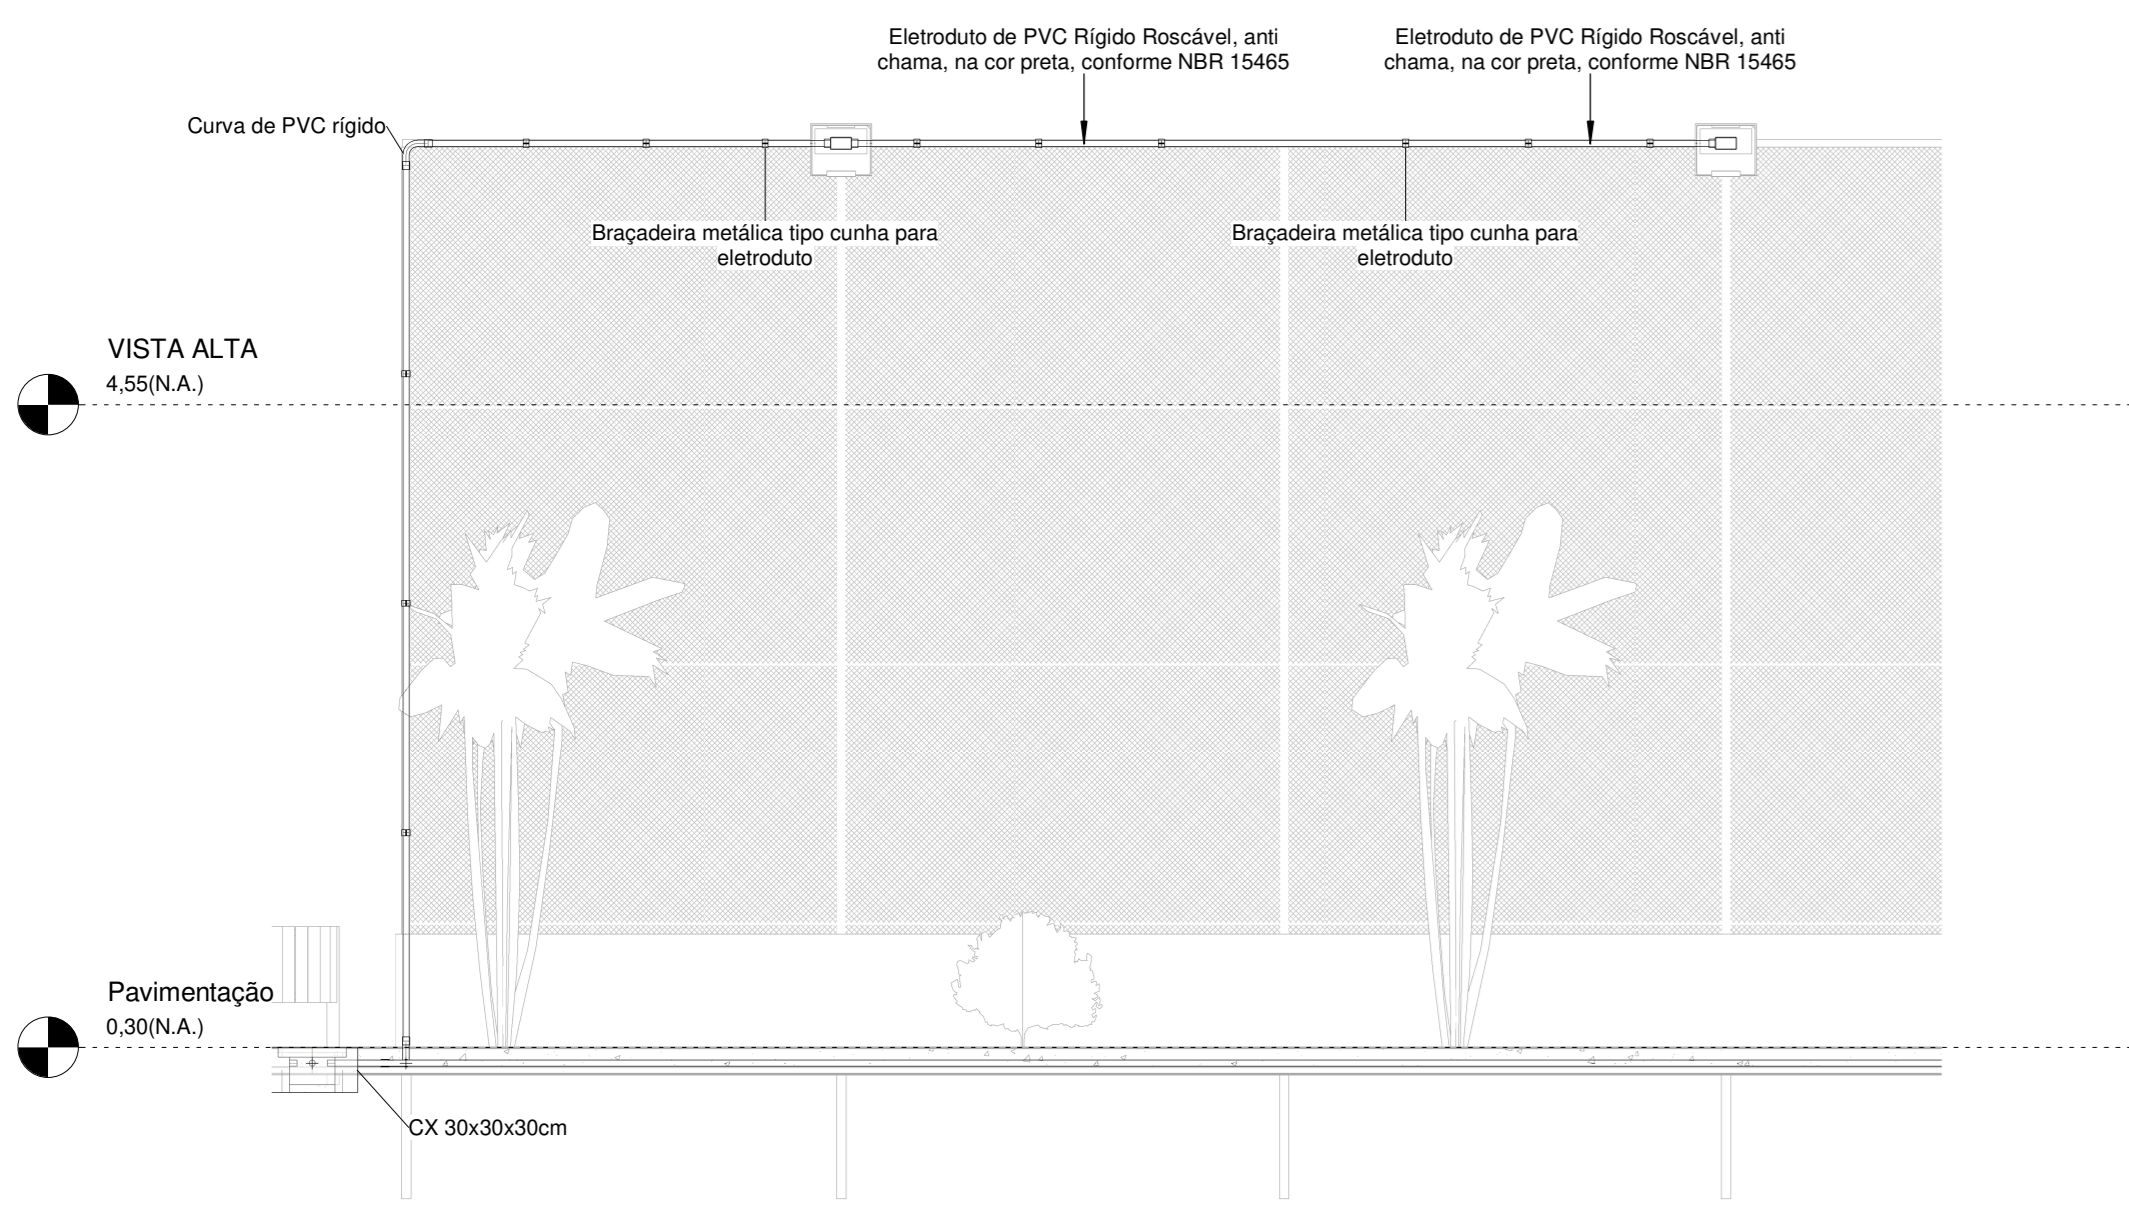 Eletroduto de PVC Rígido Roscável, anti
chama, na cor preta, conforme NBR 15465
Eletroduto de PVC Rígido Roscável, anti
chama, na cor preta, conforme NBR 15465
Curva de PVC rígido
Braçadeira metálica tipo cunha para
eletroduto
Braçadeira metálica tipo cunha para
eletroduto
VISTA ALTA
4,55(N.A.)
Pavimentação
0,30(N.A.)
CX 30x30x30cm